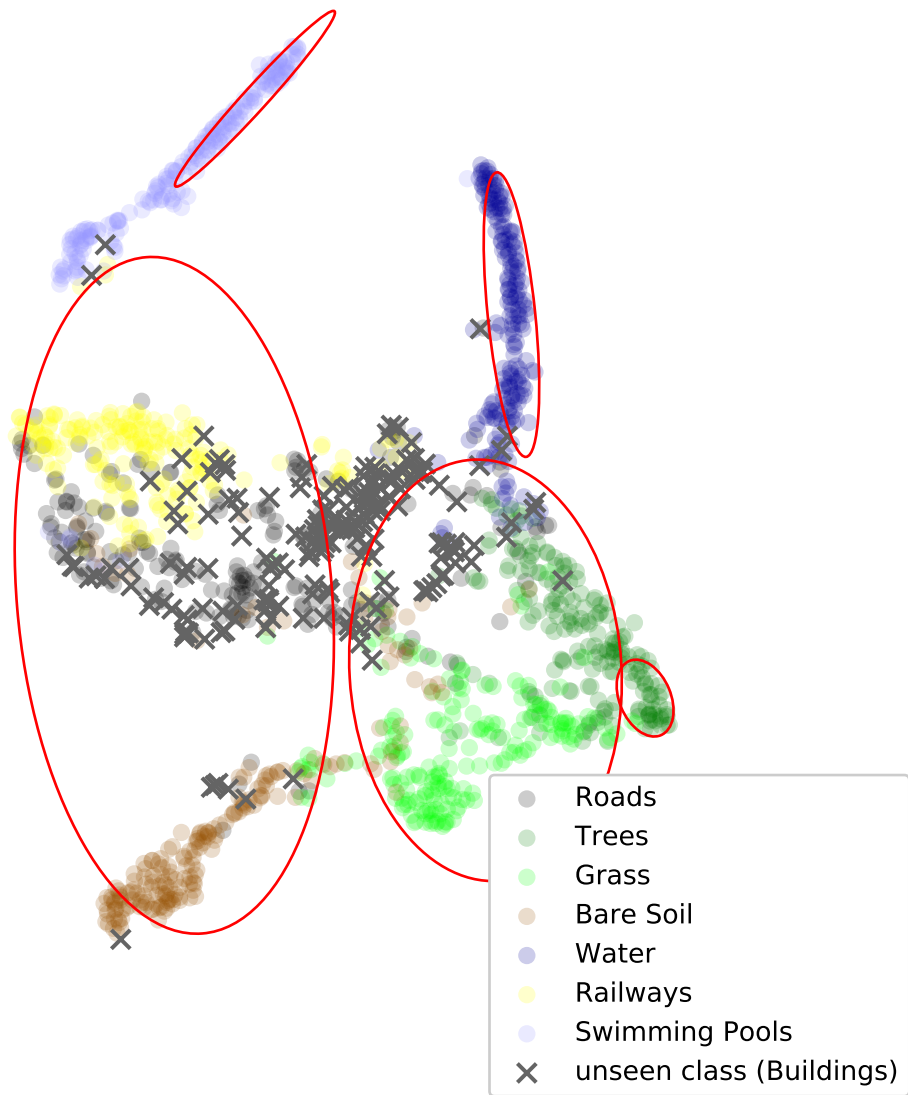 Roads
Trees
Grass
Bare Soil
Water
Railways
Swimming Pools
unseen class (Buildings)